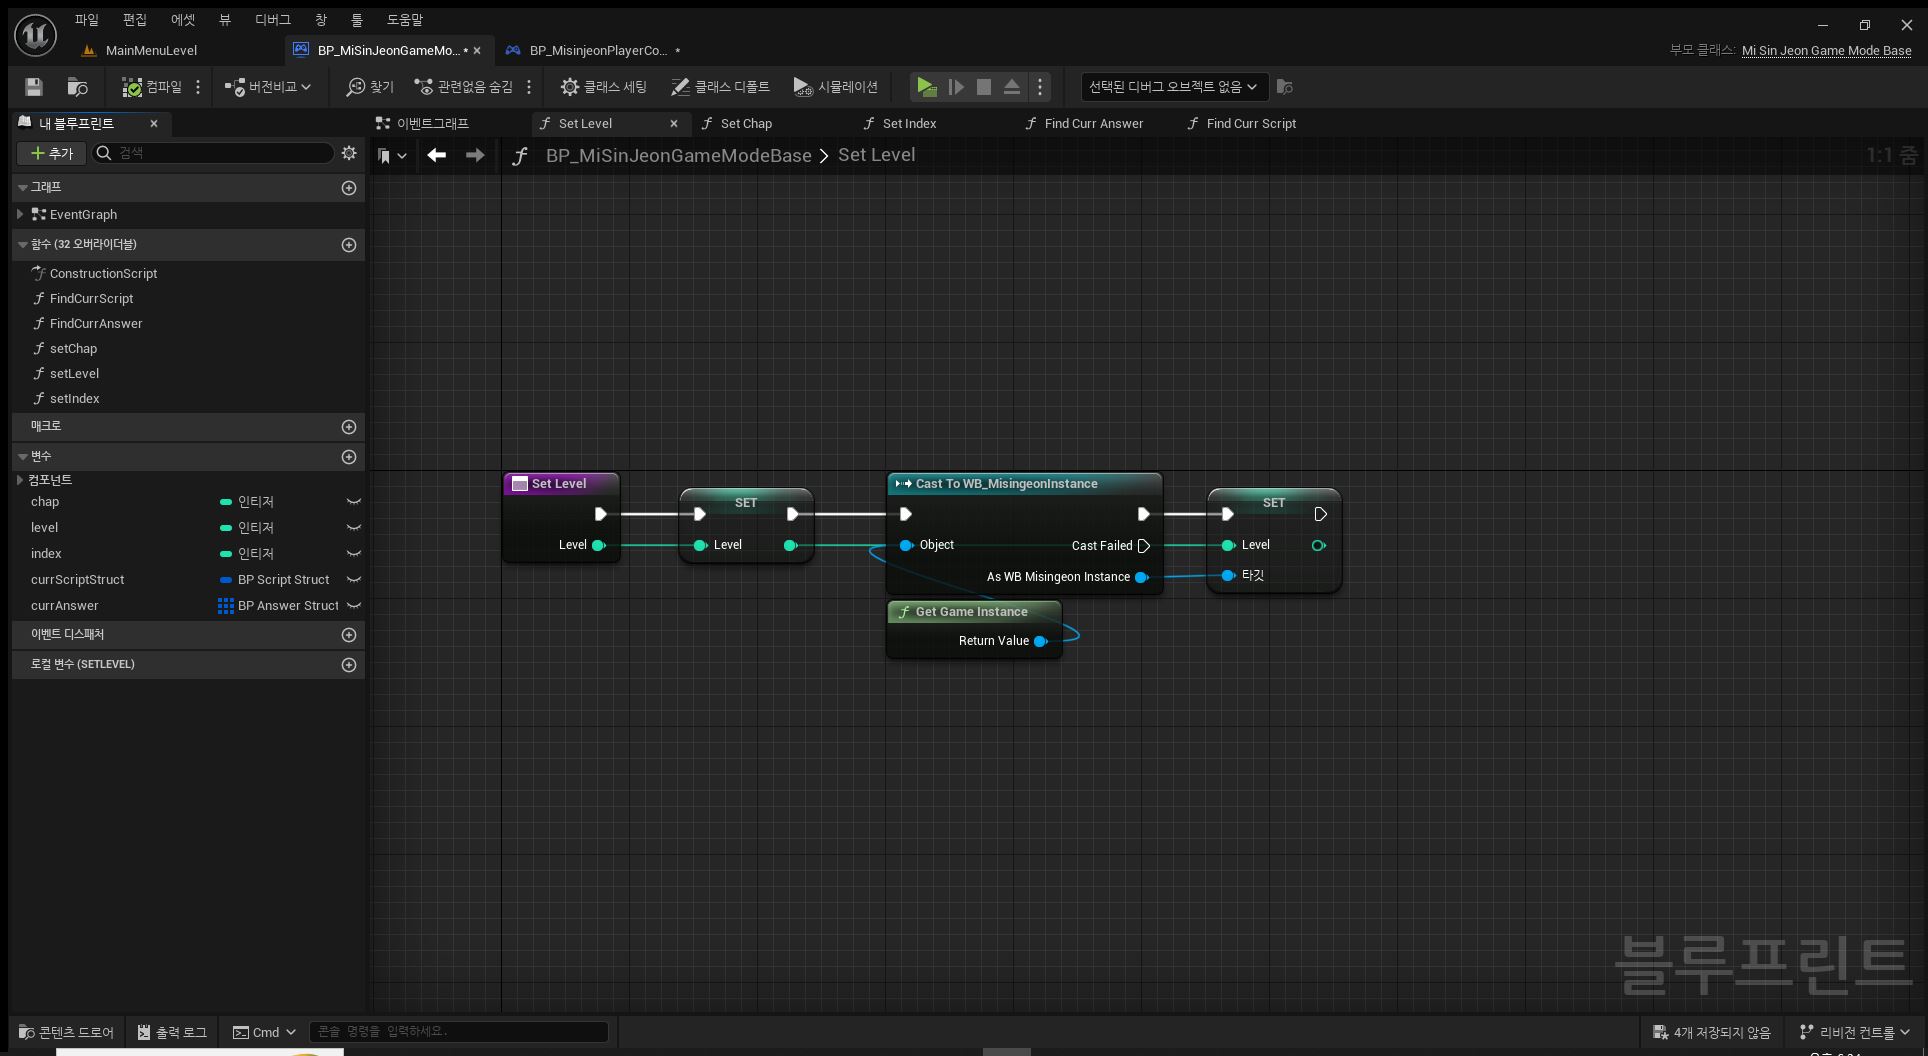 파일 편집 에셋 뷰 디버그 창 툴 도움말
MainMenuLevel BP_MiSinJeonGameMo...* BP_MisinjeonPlayerCo... *
부모 클래스: Mi Sin Jeon Game Mode Base
컴파일 버전비교 찾기 관련없음 숨김 클래스 세팅 클래스 디폴트 시뮬레이션 선택된 디버그 오브젝트 없음
내 블루프린트
이벤트그래프 Set Level Set Chap Set Index Find Curr Answer Find Curr Script
추가 검색
BP_MiSinJeonGameModeBase > Set Level
1:1 줌
그래프
EventGraph
함수 (32 오버라이더블)
ConstructionScript
FindCurrScript
FindCurrAnswer
setChap
setLevel
setIndex
매크로
변수
컴포넌트
chap 인티저
level 인티저
index 인티저
currScriptStruct BP Script Struct
currAnswer BP Answer Struct
이벤트 디스패처
로컬 변수 (SETLEVEL)
Set Level
Level
SET
Level
Cast To WB_MisingeonInstance
Object Cast Failed
As WB Misingeon Instance
SET
Level
타깃
Get Game Instance
Return Value
블루프린트
콘텐츠 드로어 출력 로그 Cmd 콘솔 명령을 입력하세요.
4개 저장되지 않음 리비전 컨트롤